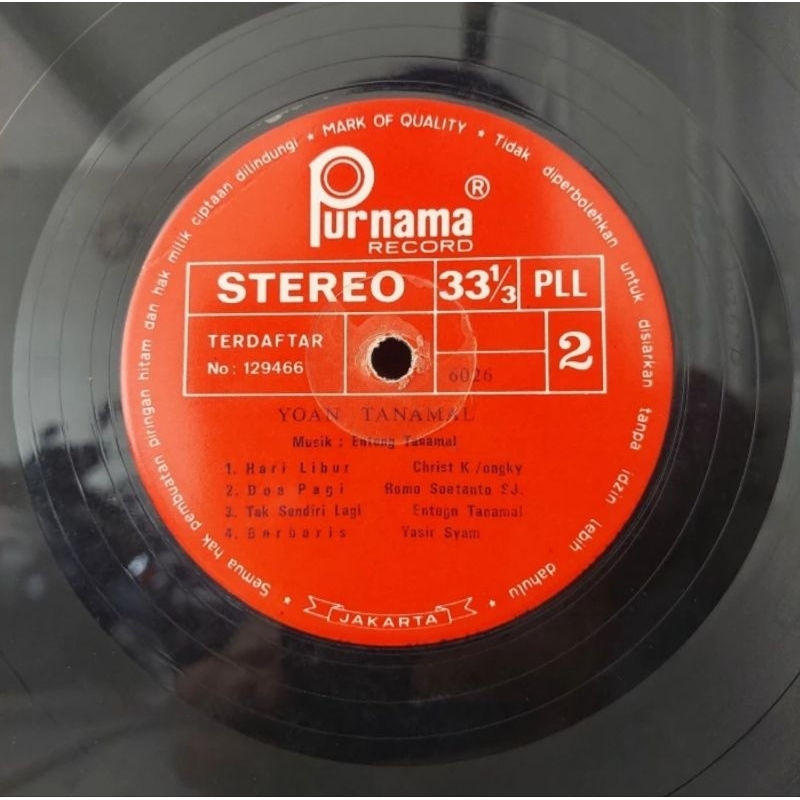 Semua hak pembuatan piringan hitam dan hak milik ciptaan dilindungi ★ MARK OF QUALITY ★ Tidak diperbolehkan untuk disiarkan tanpa idzin lebih dahulu ★
Purnama ®
RECORD
STEREO 33⅓ PLL
TERDAFTAR
No: 129466
6026
2
YOAN TANAMAL
Musik : Enteng Tanamal
1. Hari Libur Christ K./ongky
2. Doa Pagi Romo Soetanto SJ.
3. Tak Sendiri Lagi Entegn Tanamal
4. Berbaris Yasir Syam
★ JAKARTA ★